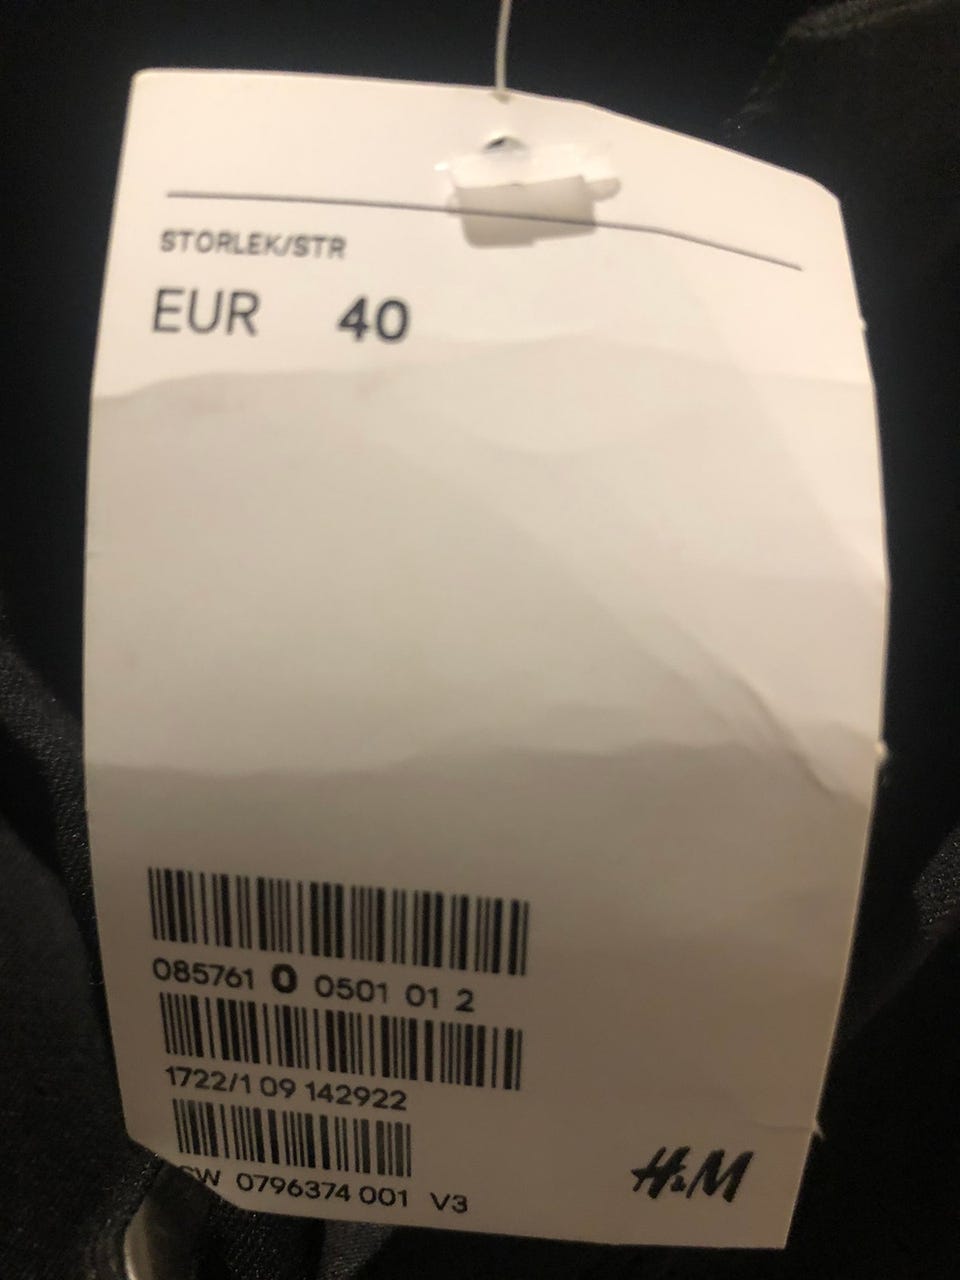 STORLEK/STR
EUR 40
085761 0 0501 01 2
1722/1 09 142922
0796374 001 V3
H&M